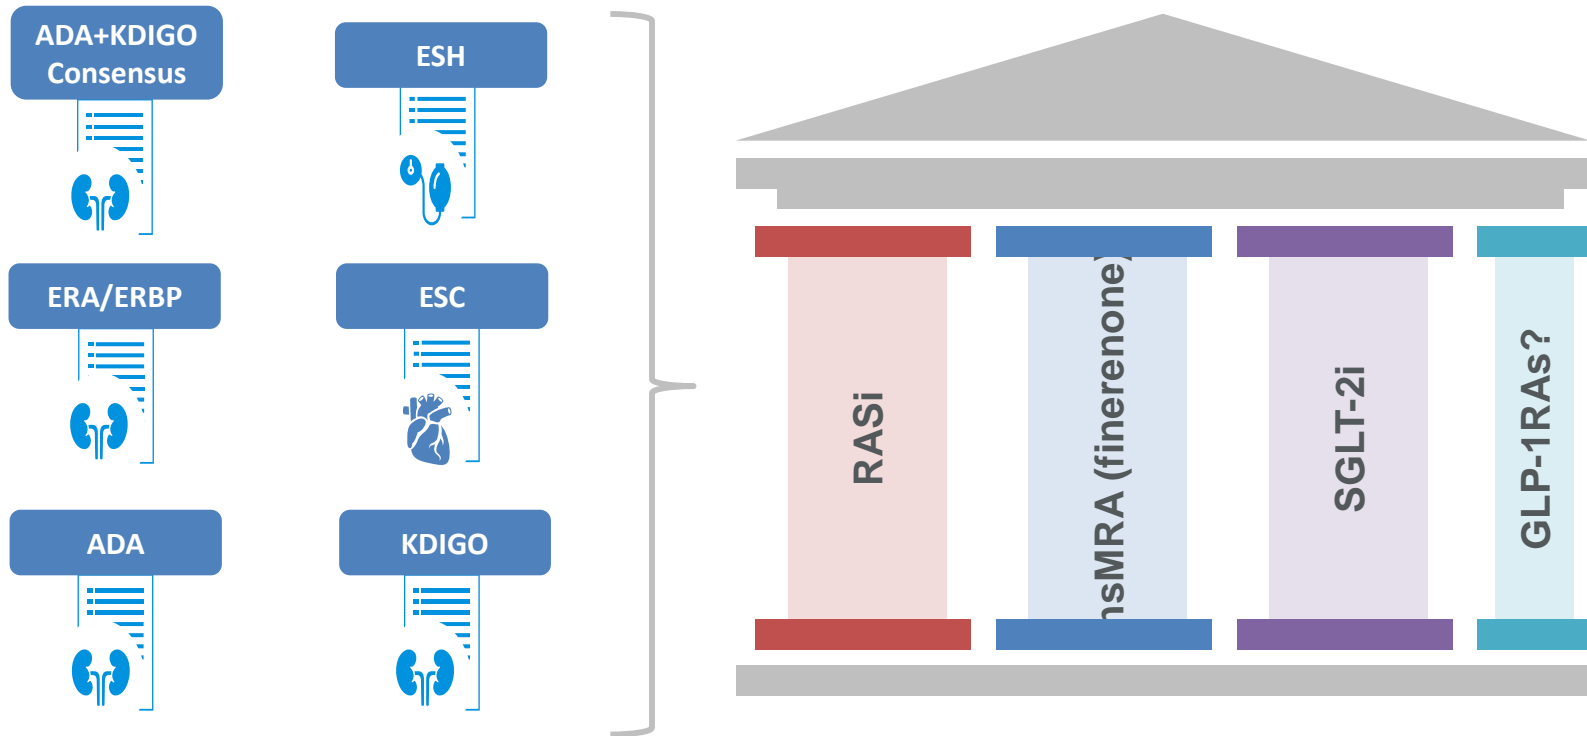 ADA+KDIGO
Consensus
ESH
ERA/ERBP
ESC
ADA
KDIGO
RASi
nsMRA (finerenone)
SGLT-2i
GLP-1RAs?